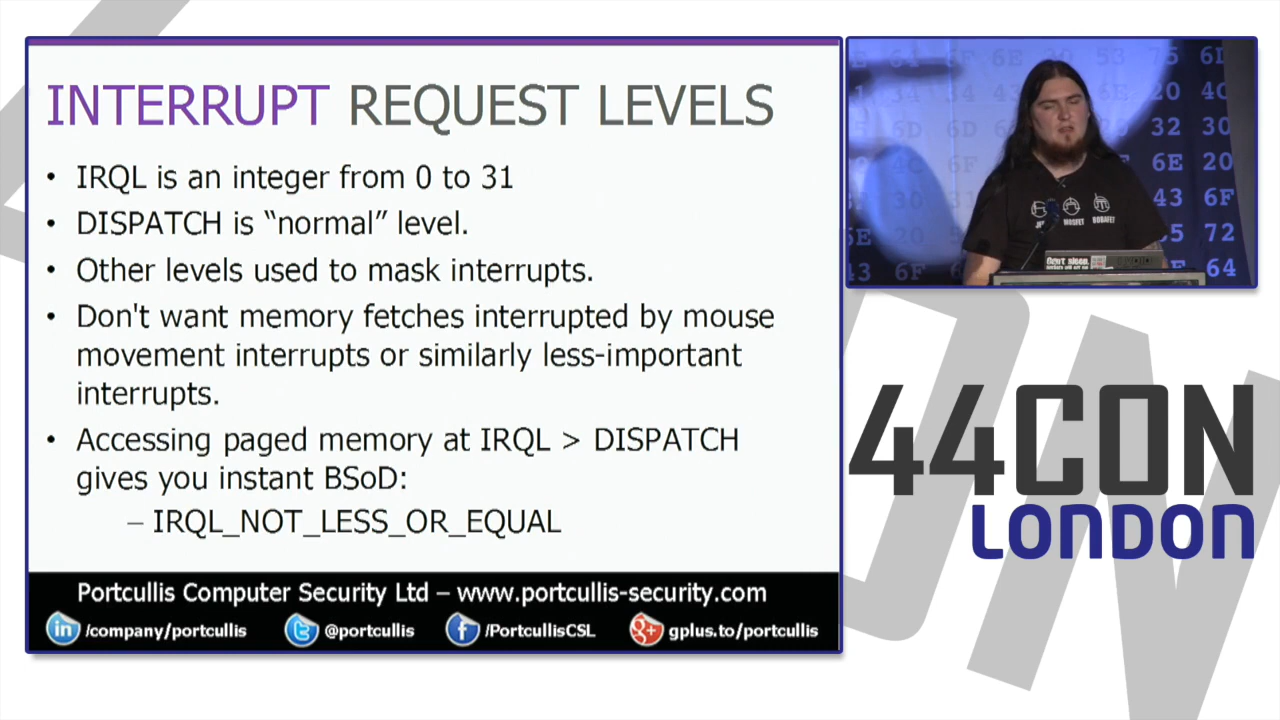 INTERRUPT REQUEST LEVELS
• IRQL is an integer from 0 to 31
• DISPATCH is “normal” level.
• Other levels used to mask interrupts.
• Don't want memory fetches interrupted by mouse
movement interrupts or similarly less-important
interrupts.
• Accessing paged memory at IRQL > DISPATCH
gives you instant BSoD:
– IRQL_NOT_LESS_OR_EQUAL
Portcullis Computer Security Ltd – www.portcullis-security.com
/company/portcullis @portcullis /PortcullisCSL gplus.to/portcullis
44CON
LONDON